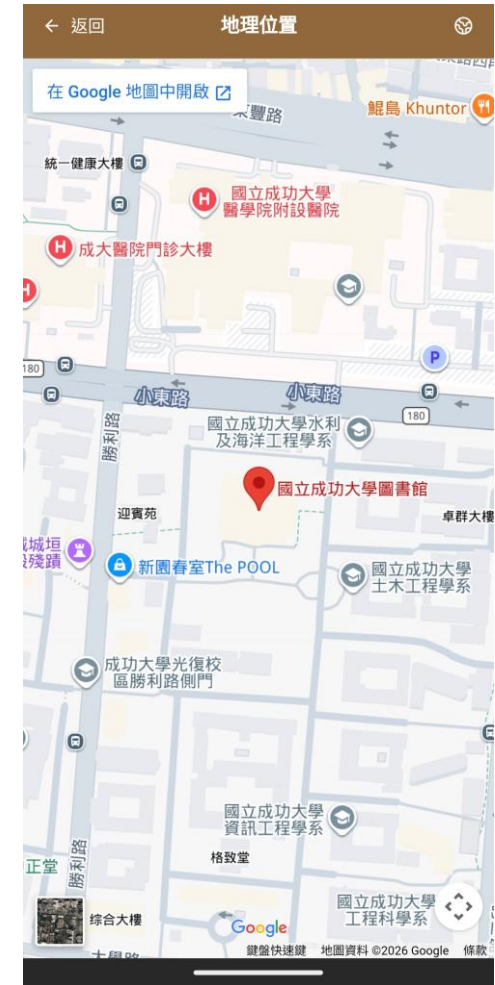 返回
地理位置
在 Google 地圖中開啟
東豐路
鯤島 Khuntor
統一健康大樓
國立成功大學
醫學院附設醫院
成大醫院門診大樓
180
小東路
小東路
180
勝利路
國立成功大學水利
及海洋工程學系
P
國立成功大學圖書館
迎賓苑
卓群大樓
城垣
殘蹟
新園春室The POOL
國立成功大學
土木工程學系
成功大學光復校
區勝利路側門
國立成功大學
資訊工程學系
格致堂
正堂
勝利路
国立成功大學
工程科學系
综合大樓
Google
鍵盤快速鍵
地圖資料 ©2026 Google
條款